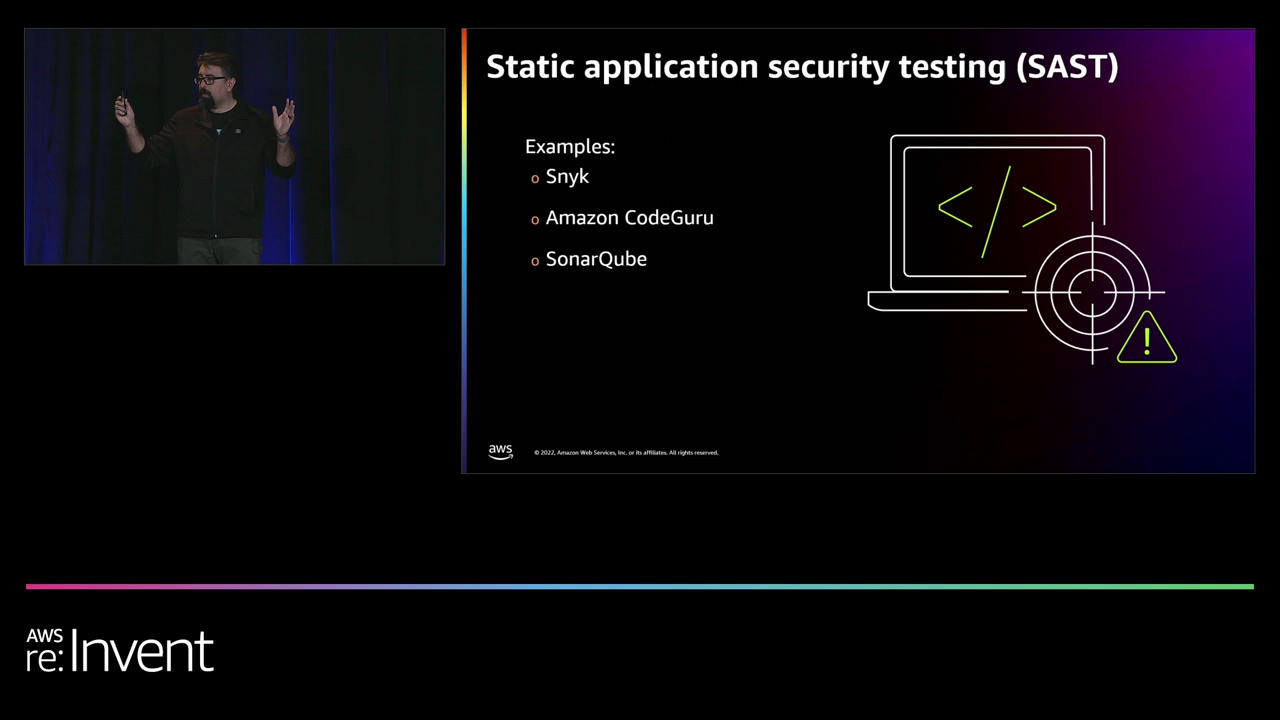 Static application security testing (SAST)
Examples:
o Snyk
o Amazon CodeGuru
o SonarQube
</>
!
aws
© 2022, Amazon Web Services, Inc. or its affiliates. All rights reserved.
AWS
re:Invent